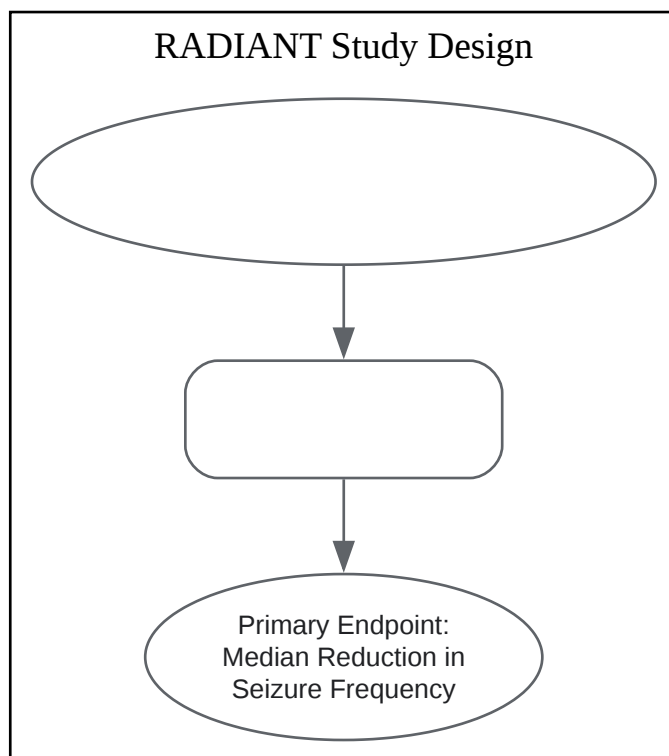 RADIANT Study Design
Primary Endpoint:
Median Reduction in
Seizure Frequency